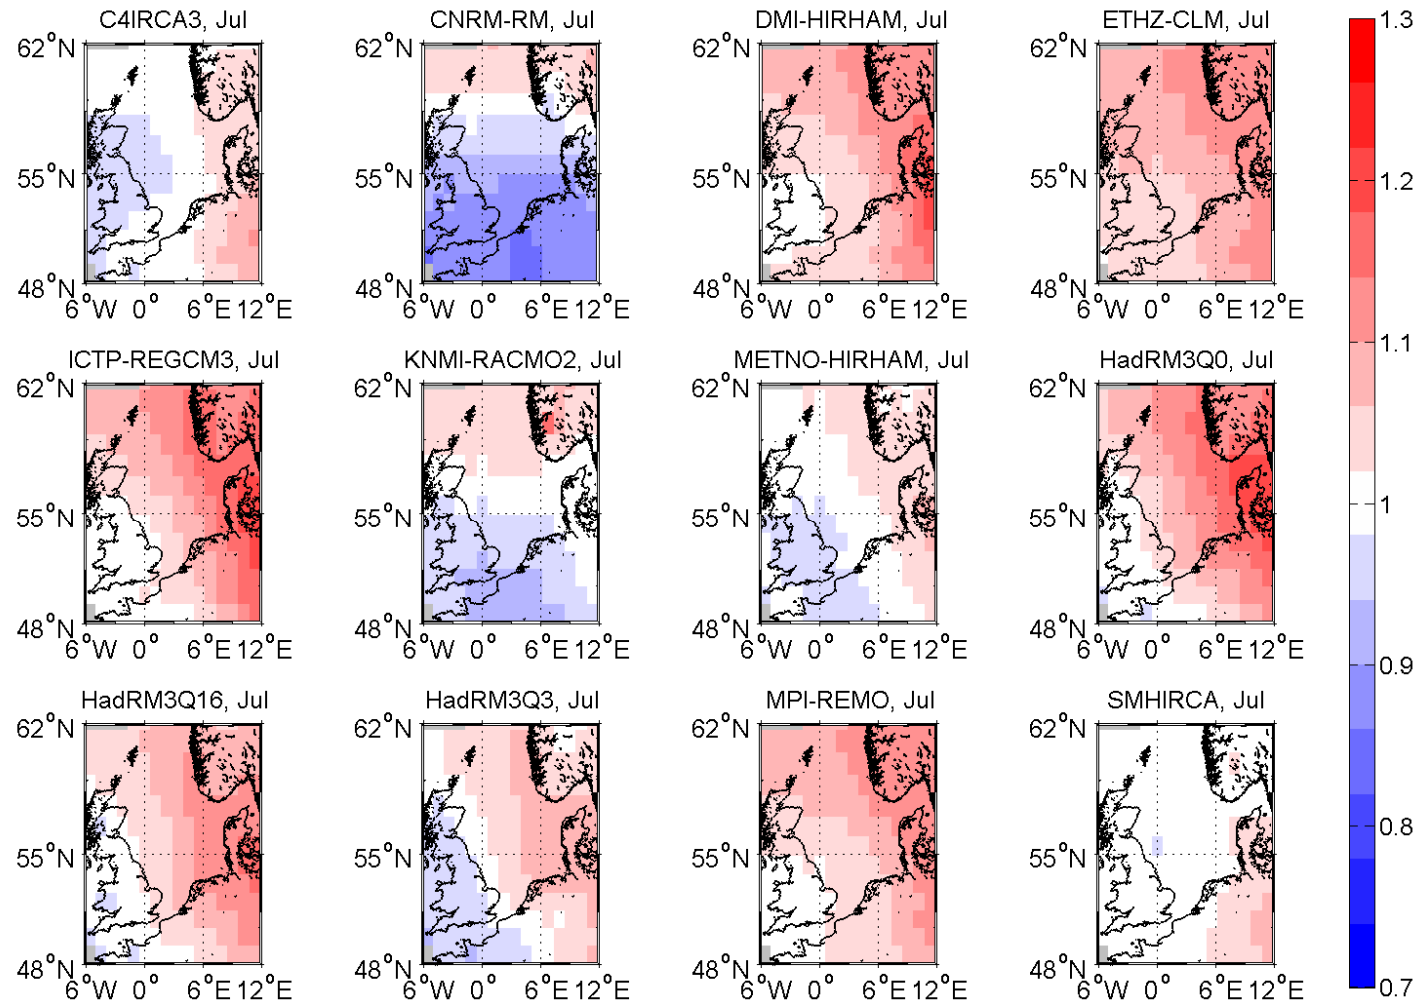 C4IRCA3, Jul
CNRM-RM, Jul
DMI-HIRHAM, Jul
ETHZ-CLM, Jul
62°N
55°N
48°N
6°W 0° 6°E 12°E
62°N
55°N
48°N
6°W 0° 6°E 12°E
62°N
55°N
48°N
6°W 0° 6°E 12°E
62°N
55°N
48°N
6°W 0° 6°E 12°E
ICTP-REGCM3, Jul
KNMI-RACMO2, Jul
METNO-HIRHAM, Jul
HadRM3Q0, Jul
62°N
55°N
48°N
6°W 0° 6°E 12°E
62°N
55°N
48°N
6°W 0° 6°E 12°E
62°N
55°N
48°N
6°W 0° 6°E 12°E
62°N
55°N
48°N
6°W 0° 6°E 12°E
HadRM3Q16, Jul
HadRM3Q3, Jul
MPI-REMO, Jul
SMHIRCA, Jul
62°N
55°N
48°N
6°W 0° 6°E 12°E
62°N
55°N
48°N
6°W 0° 6°E 12°E
62°N
55°N
48°N
6°W 0° 6°E 12°E
62°N
55°N
48°N
6°W 0° 6°E 12°E
1.3
1.2
1.1
1
0.9
0.8
0.7